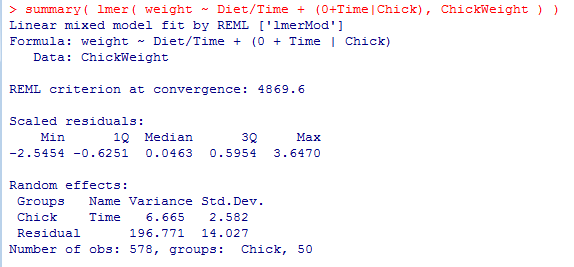 > summary( lmer( weight ~ Diet/Time + (0+Time|Chick), ChickWeight ) )
Linear mixed model fit by REML ['lmerMod']
Formula: weight ~ Diet/Time + (0 + Time | Chick)
   Data: ChickWeight

REML criterion at convergence: 4869.6

Scaled residuals:
    Min      1Q  Median      3Q     Max
-2.5454 -0.6251  0.0463  0.5954  3.6470

Random effects:
 Groups   Name Variance Std.Dev.
 Chick    Time   6.665   2.582
 Residual      196.771  14.027
Number of obs: 578, groups:  Chick, 50